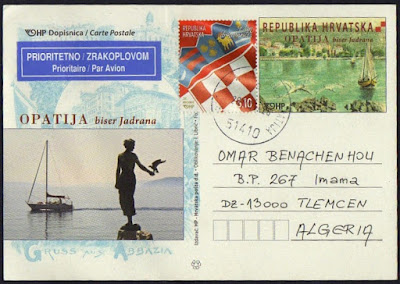 HP Dopisnica / Carte Postale
PRIORITETNO / ZRAKOPLOVOM
Prioritaire / Par Avion
OPATIJA biser Jadrana
GRUSS aus ABBAZIA
REPUBLIKA
HRVATSKA
REPUBLIKA HRVATSKA
OPATIJA biser Jadrana
HP
51410
OMAR BENACHENHOU
B.P. 267 Imama
DZ-13000 TLEMCEN
ALGERIA